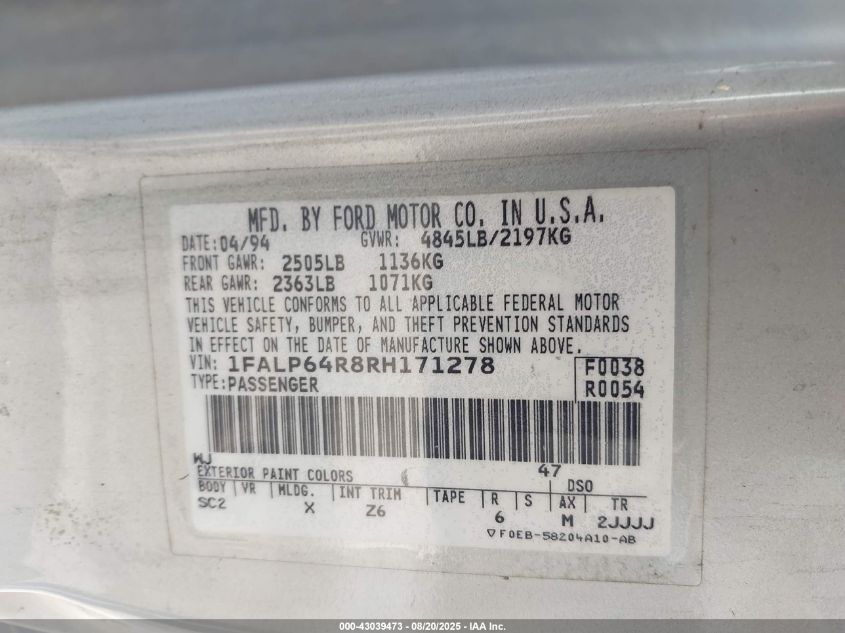 MFD. BY FORD MOTOR CO. IN U.S.A.
DATE: 04/94 GVWR: 4845LB/2197KG
FRONT GAWR: 2505LB 1136KG
REAR GAWR: 2363LB 1071KG
THIS VEHICLE CONFORMS TO ALL APPLICABLE FEDERAL MOTOR
VEHICLE SAFETY, BUMPER, AND THEFT PREVENTION STANDARDS
IN EFFECT ON THE DATE OF MANUFACTURE SHOWN ABOVE.
VIN: 1FALP64R8RH171278 F0038
TYPE: PASSENGER R0054
WJ 47
EXTERIOR PAINT COLORS DSO
BODY VR MLDG. INT TRIM TAPE R S AX TR
SC2 X Z6 6 M 2JJJJ
▽F0EB-58204A10-AB
000-43039473 - 08/20/2025 - IAA Inc.